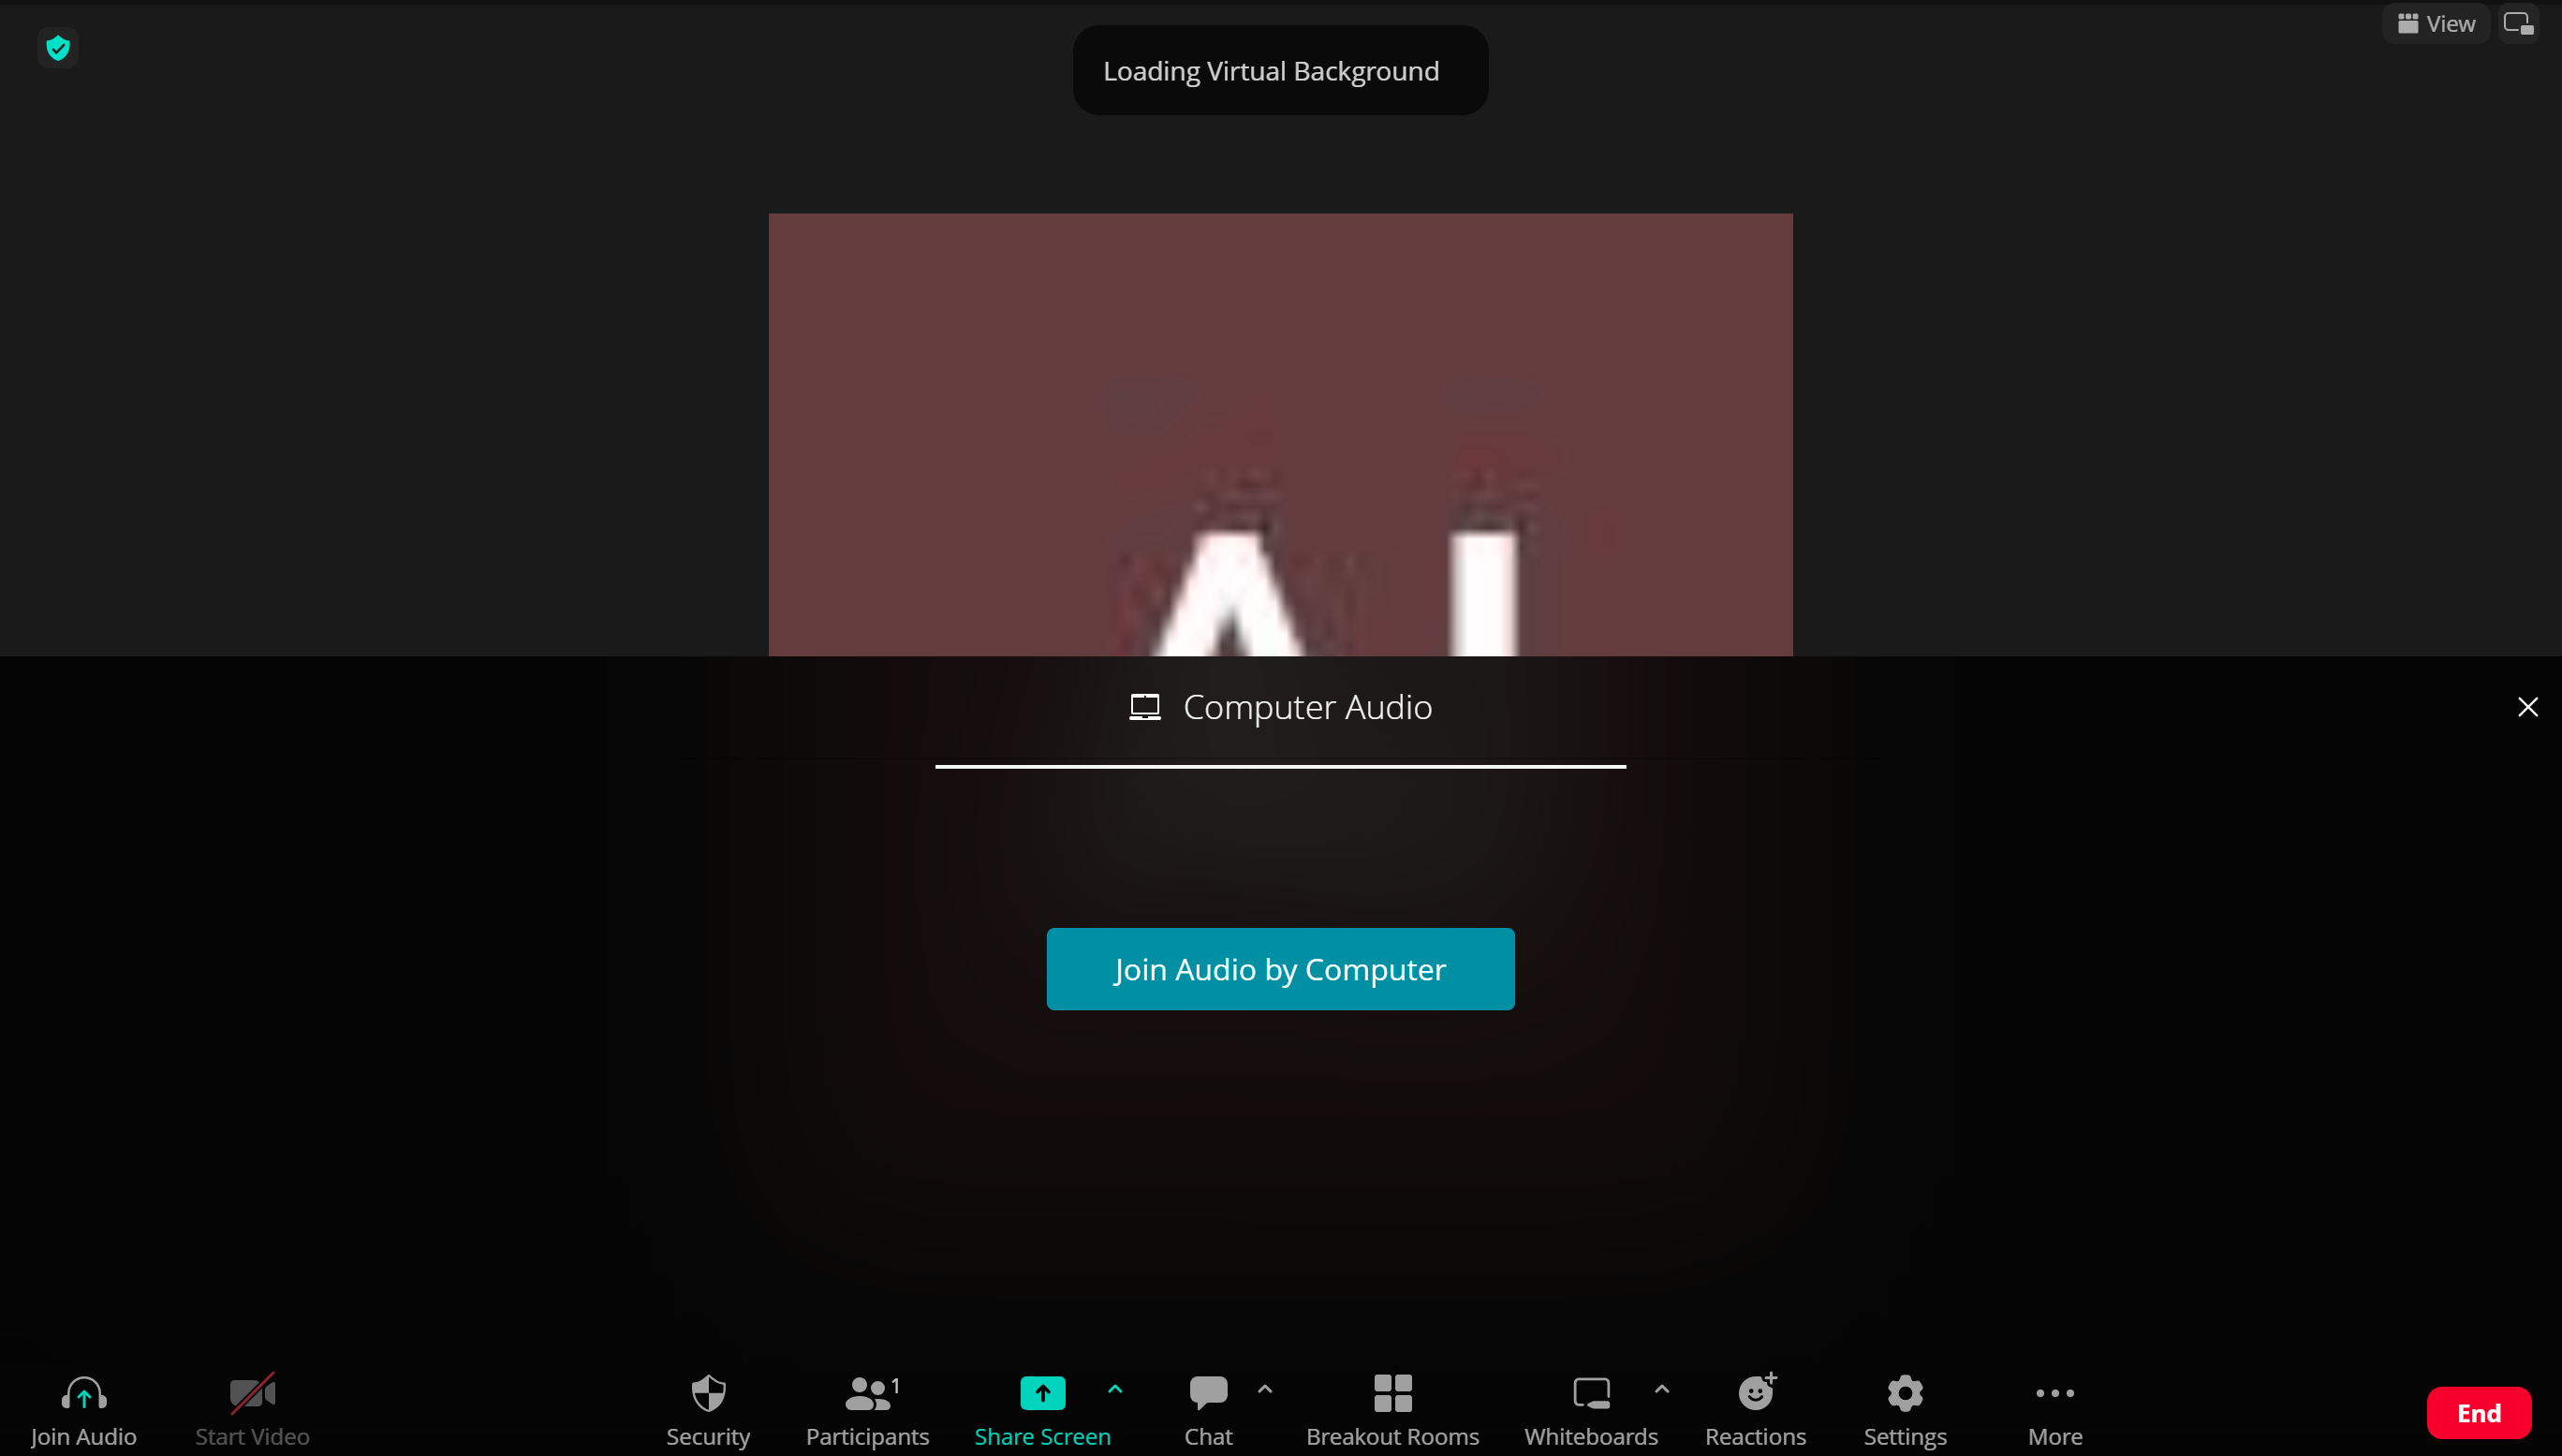 View
Loading Virtual Background
Computer Audio
Join Audio by Computer
1
Join Audio
Start Video
Security
Participants
Share Screen
Chat
Breakout Rooms
Whiteboards
Reactions
Settings
More
End